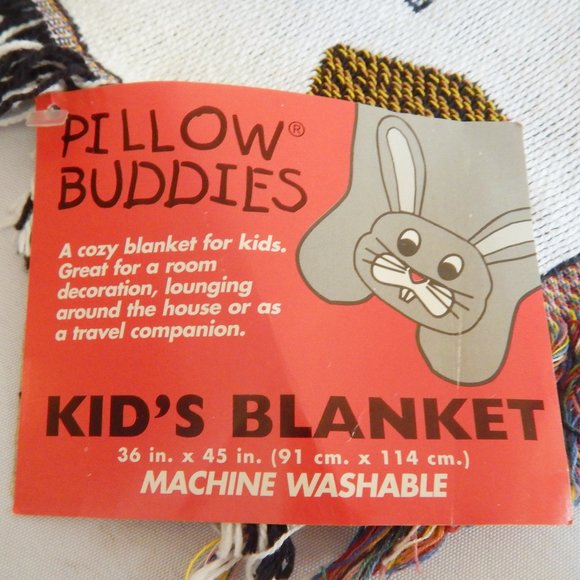 PILLOW®
BUDDIES
A cozy blanket for kids.
Great for a room
decoration, lounging
around the house or as
a travel companion.
KID'S BLANKET
36 in. x 45 in. (91 cm. x 114 cm.)
MACHINE WASHABLE